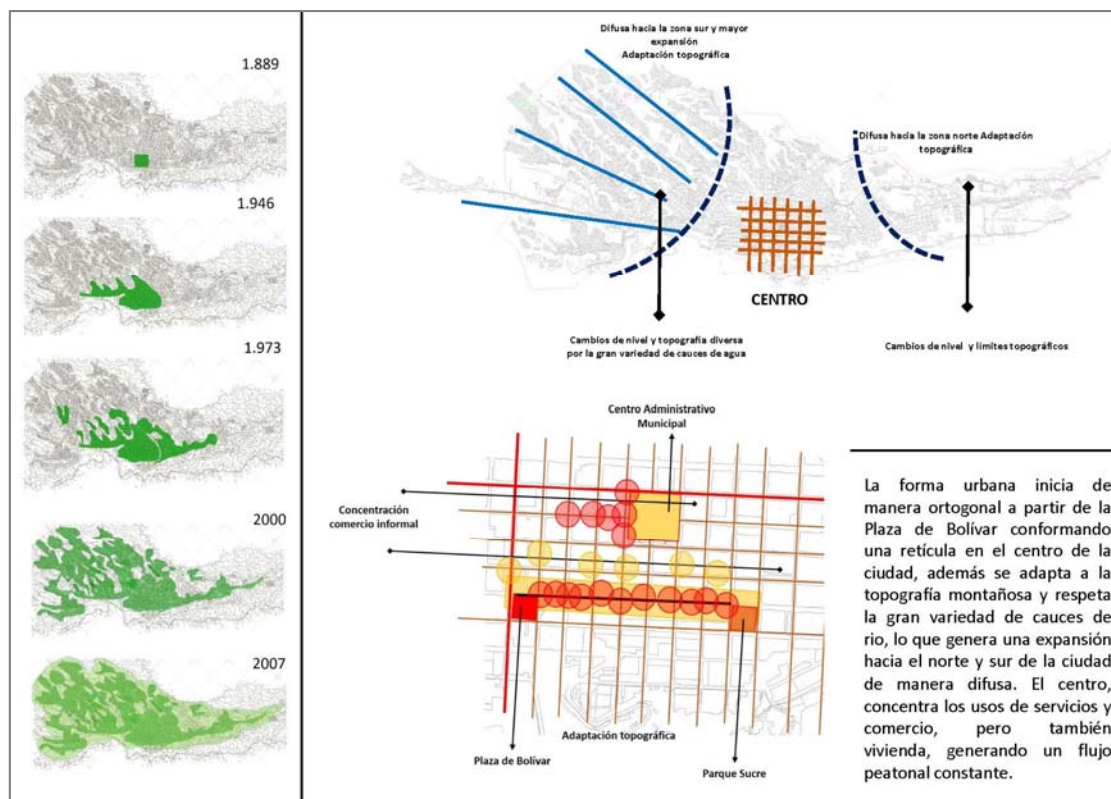 1.889
1.946
1.973
2000
2007
Difusa hacia la zona sur y mayor
expansión
Adaptación topográfica
Difusa hacia la zona norte Adaptación
topográfica
CENTRO
Cambios de nivel y topografía diversa
por la gran variedad de cauces de agua
Cambios de nivel y límites topográficos
Centro Administrativo
Municipal
Concentración
comercio informal
Adaptación topográfica
Plaza de Bolívar
Parque Sucre
La forma urbana inicia de
manera ortogonal a partir de la
Plaza de Bolívar conformando
una retícula en el centro de la
ciudad, además se adapta a la
topografía montañosa y respeta
la gran variedad de cauces de
rio, lo que genera una expansión
hacia el norte y sur de la ciudad
de manera difusa. El centro,
concentra los usos de servicios y
comercio, pero también
vivienda, generando un flujo
peatonal constante.